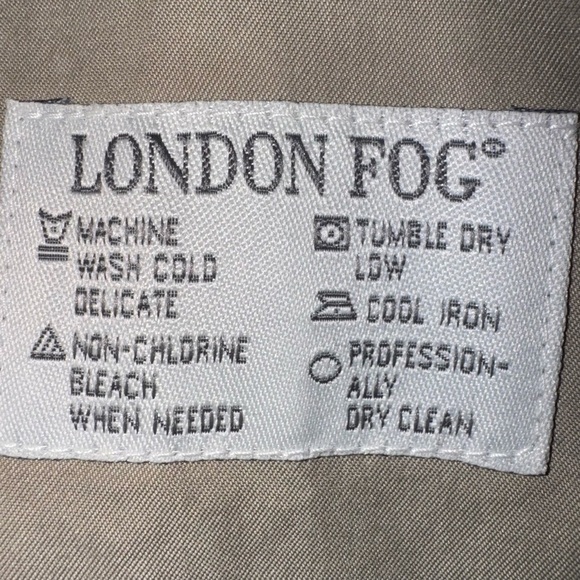 LONDON FOG®
MACHINE
WASH COLD
DELICATE
NON-CHLORINE
BLEACH
WHEN NEEDED
TUMBLE DRY
LOW
COOL IRON
PROFESSION-
ALLY
DRY CLEAN